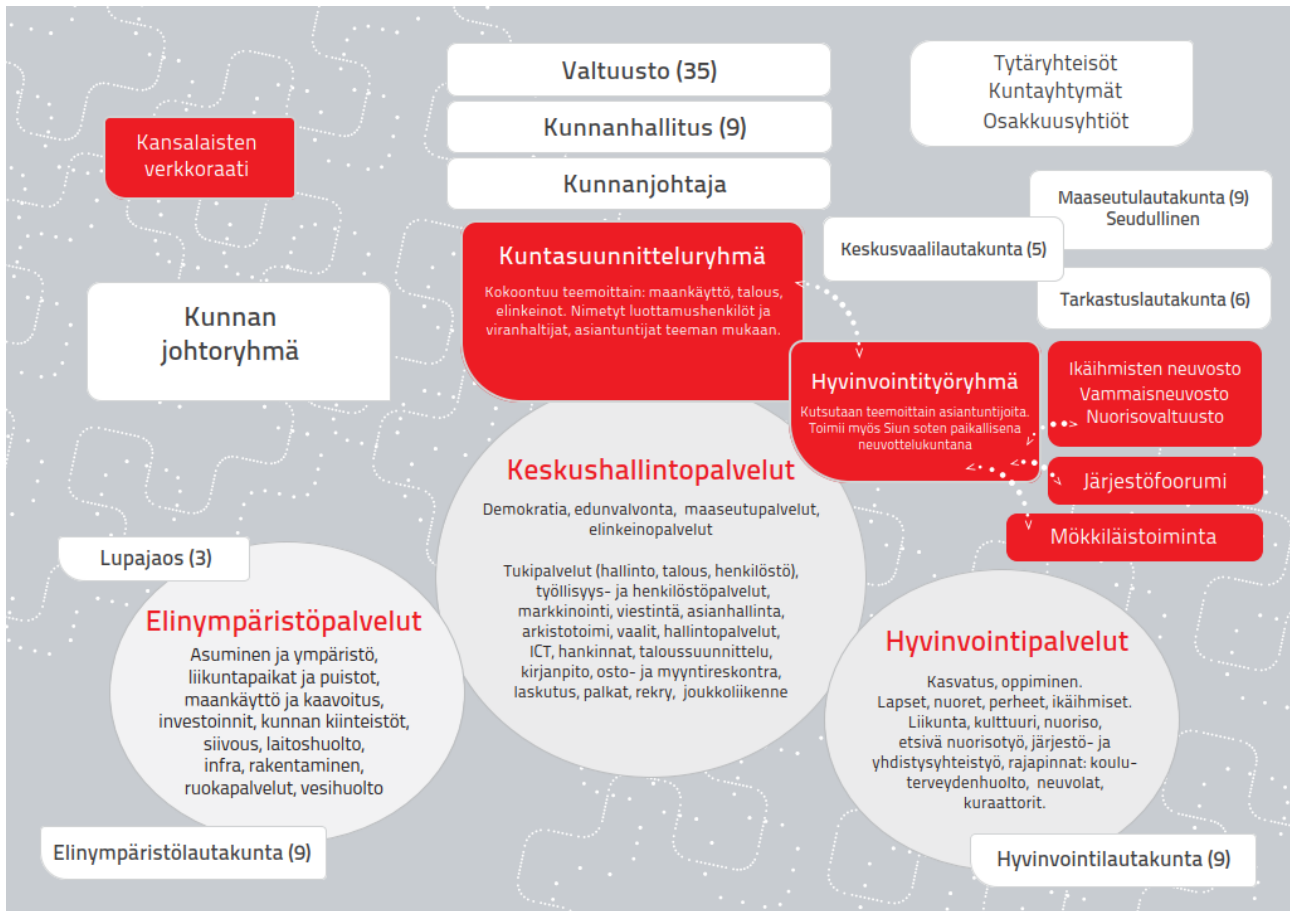 Valtuusto (35)
Kunnanhallitus (9)
Kunnanjohtaja
Tytäryhteisöt
Kuntayhtymät
Osakkuusyhtiöt
Kansalaisten
verkkoraati
Maaseutulautakunta (9)
Seudullinen
Keskusvaalilautakunta (5)
Tarkastuslautakunta (6)
Kuntasuunnitteluryhmä
Kokoontuu teemoittain: maankäyttö, talous,
elinkeinot. Nimetyt luottamushenkilöt ja
viranhaltijat, asiantuntijat teeman mukaan.
Kunnan
johtoryhmä
Hyvinvointityöryhmä
Kutsutaan teemoittain asiantuntijoita.
Toimii myös Siun soten paikallisena
neuvottelukuntana
Ikäihmisten neuvosto
Vammaisneuvosto
Nuorisovaltuusto
Järjestöfoorumi
Mökkiläistoiminta
Keskushallintopalvelut
Demokratia, edunvalvonta, maaseutupalvelut,
elinkeinopalvelut
Tukipalvelut (hallinto, talous, henkilöstö),
työllisyys- ja henkilöstöpalvelut,
markkinointi, viestintä, asianhallinta,
arkistotoimi, vaalit, hallintopalvelut,
ICT, hankinnat, taloussuunnittelu,
kirjanpito, osto- ja myyntireskontra,
laskutus, palkat, rekry, joukkoliikenne
Lupajaos (3)
Elinympäristöpalvelut
Asuminen ja ympäristö,
liikuntapaikat ja puistot,
maankäyttö ja kaavoitus,
investoinnit, kunnan kiinteistöt,
siivous, laitoshuolto,
infra, rakentaminen,
ruokapalvelut, vesihuolto
Elinympäristölautakunta (9)
Hyvinvointipalvelut
Kasvatus, oppiminen.
Lapset, nuoret, perheet, ikäihmiset.
Liikunta, kulttuuri, nuoriso,
etsivä nuorisotyö, järjestö- ja
yhdistysyhteistyö, rajapinnat: koulu-
terveydenhuolto, neuvolat,
kuraattorit.
Hyvinvointilautakunta (9)